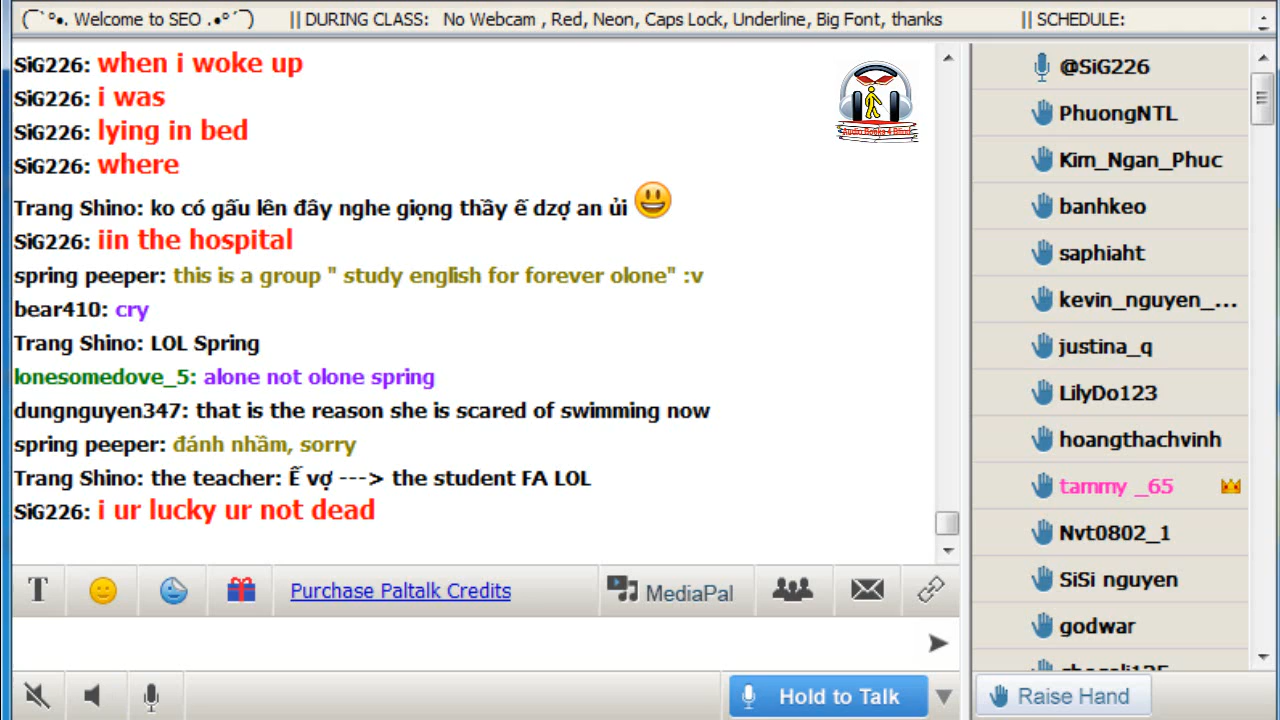 (¯`°•. Welcome to SEO .•°´¯) || DURING CLASS: No Webcam , Red, Neon, Caps Lock, Underline, Big Font, thanks || SCHEDULE:
SiG226: when i woke up
SiG226: i was
SiG226: lying in bed
SiG226: where
Trang Shino: ko có gấu lên đây nghe giọng thầy ế dzợ an ủi
SiG226: iin the hospital
spring peeper: this is a group " study english for forever olone" :v
bear410: cry
Trang Shino: LOL Spring
lonesomedove_5: alone not olone spring
dungnguyen347: that is the reason she is scared of swimming now
spring peeper: đánh nhầm, sorry
Trang Shino: the teacher: Ế vợ ---> the student FA LOL
SiG226: i ur lucky ur not dead
Audio Books 4 Blind
@SiG226
PhuongNTL
Kim_Ngan_Phuc
banhkeo
saphiaht
kevin_nguyen_...
justina_q
LilyDo123
hoangthachvinh
tammy _65
Nvt0802_1
SiSi nguyen
godwar
T
Purchase Paltalk Credits
MediaPal
Hold to Talk
Raise Hand